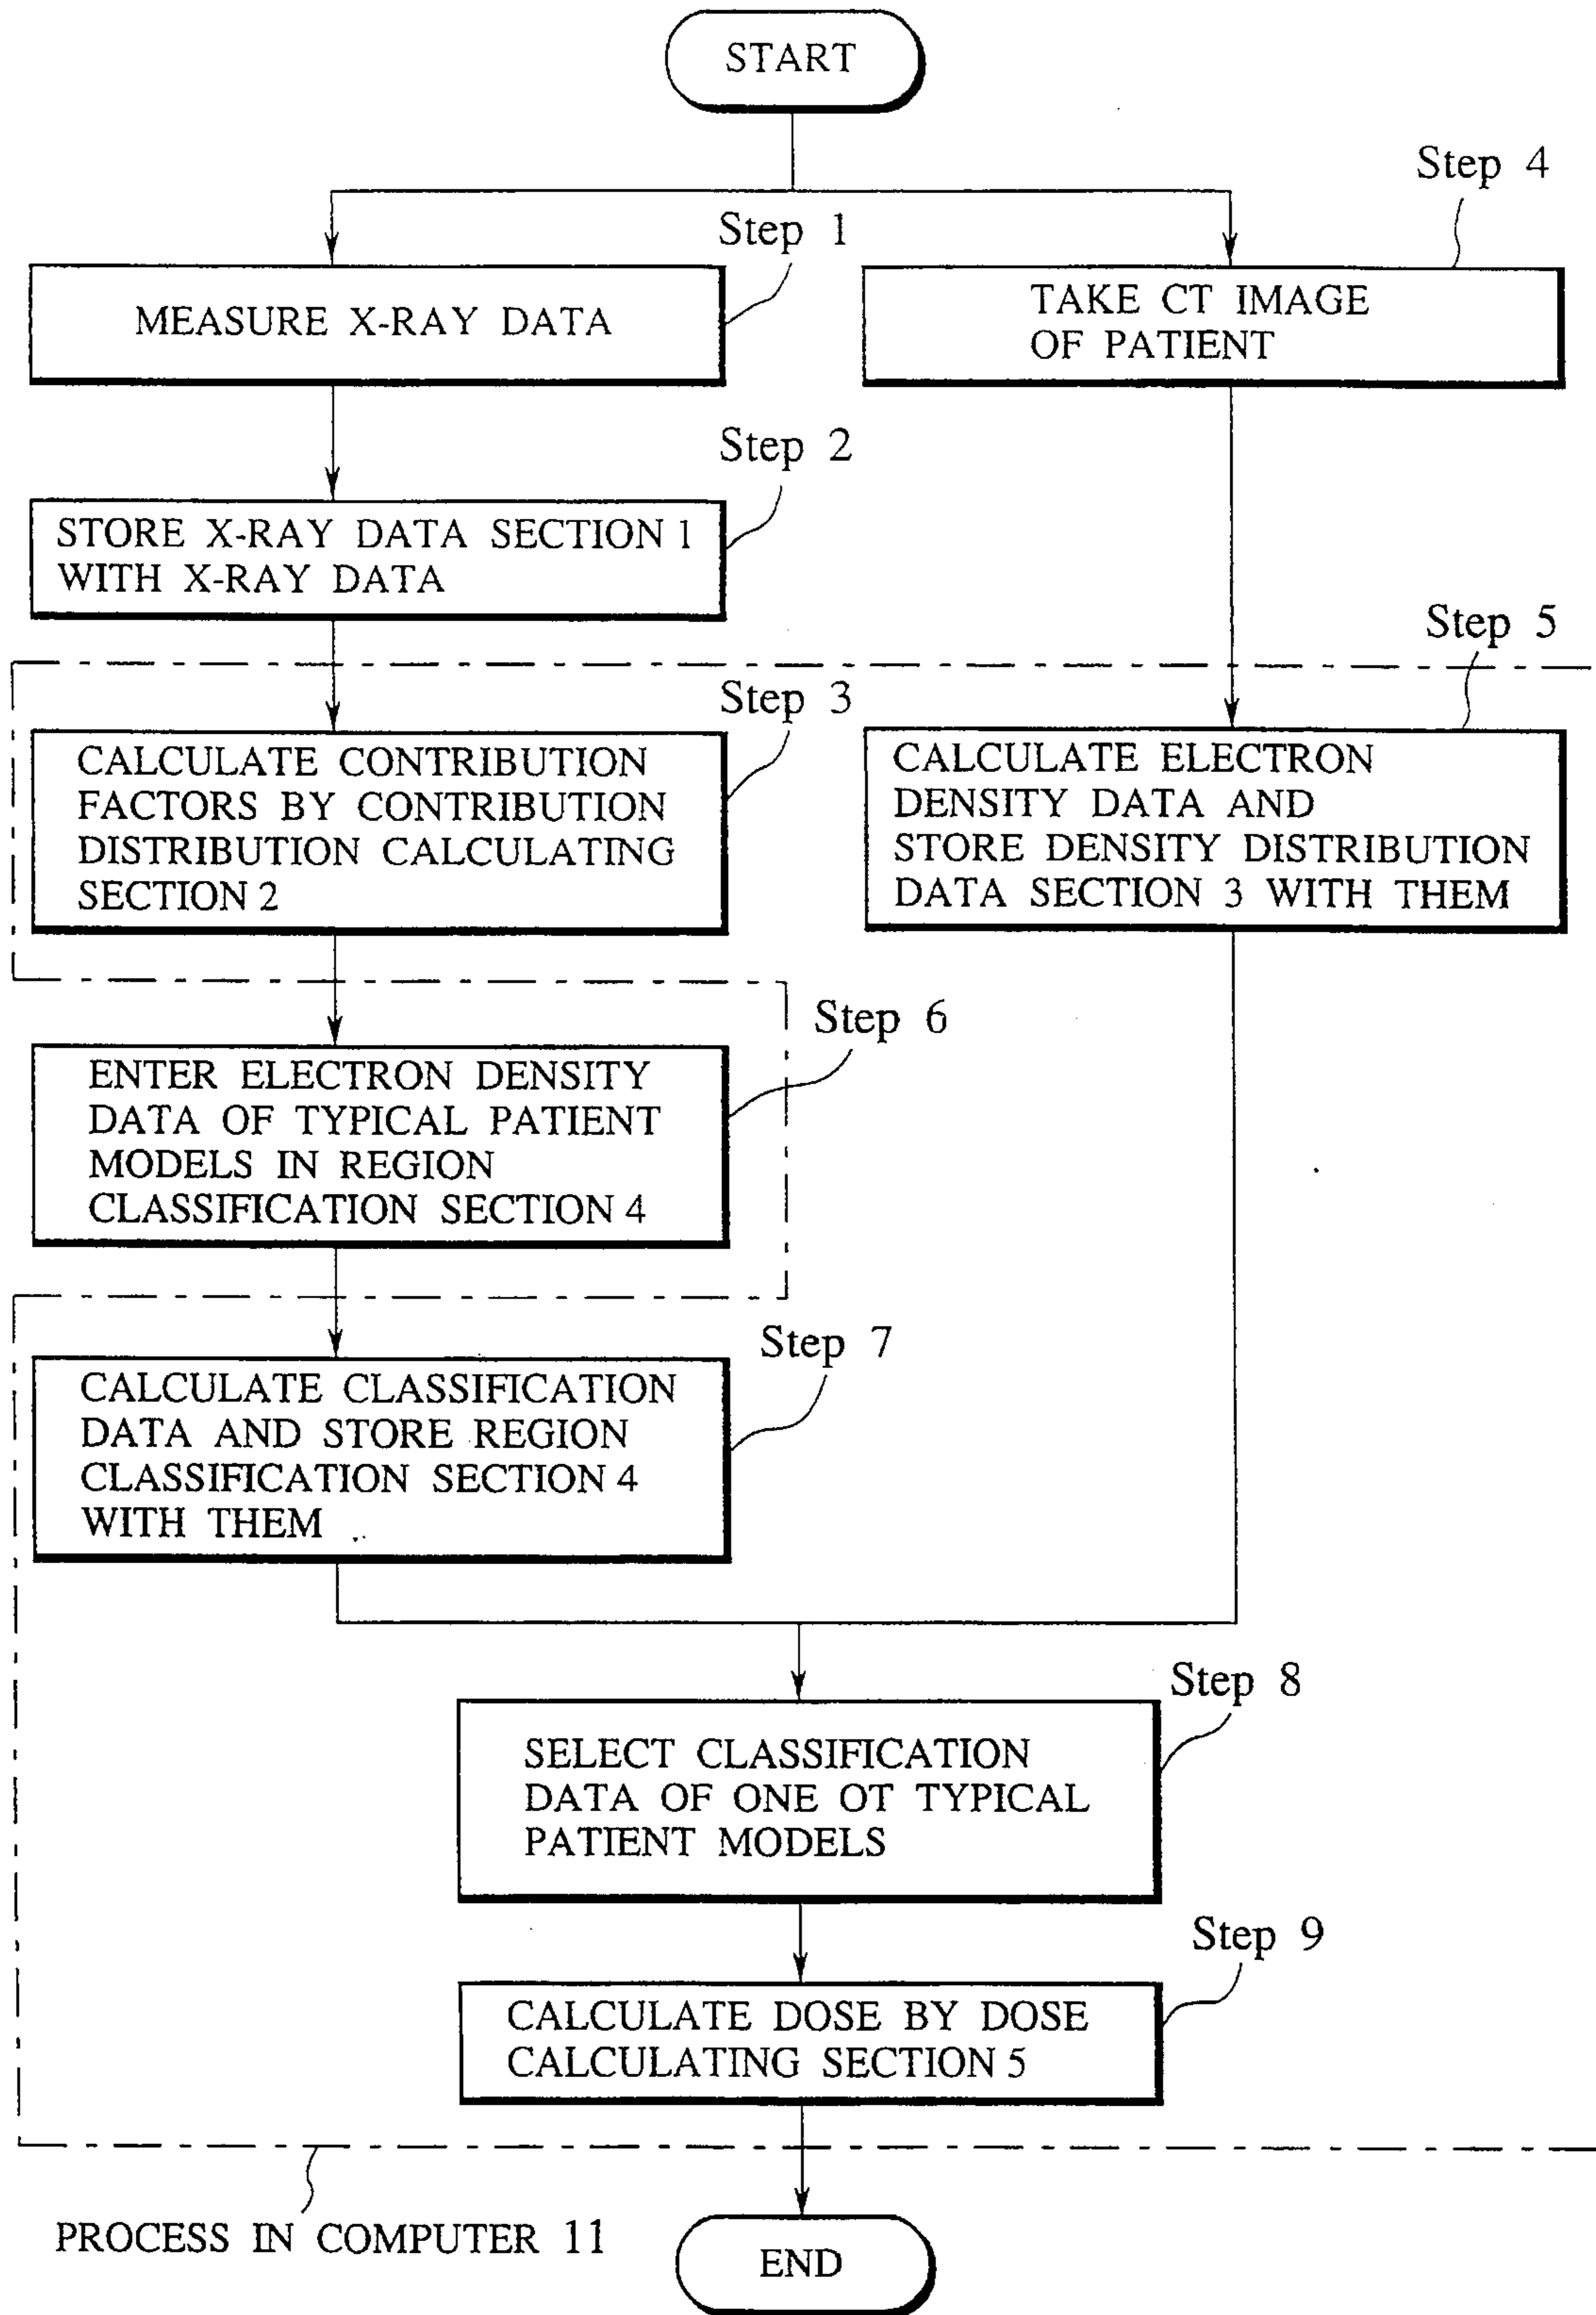 START
Step 4
Step 1
MEASURE X-RAY DATA
TAKE CT IMAGE
OF PATIENT
Step 2
STORE X-RAY DATA SECTION 1
WITH X-RAY DATA
Step 5
Step 3
CALCULATE CONTRIBUTION
FACTORS BY CONTRIBUTION
DISTRIBUTION CALCULATING
SECTION 2
CALCULATE ELECTRON
DENSITY DATA AND
STORE DENSITY DISTRIBUTION
DATA SECTION 3 WITH THEM
Step 6
ENTER ELECTRON DENSITY
DATA OF TYPICAL PATIENT
MODELS IN REGION
CLASSIFICATION SECTION 4
Step 7
CALCULATE CLASSIFICATION
DATA AND STORE REGION
CLASSIFICATION SECTION 4
WITH THEM
Step 8
SELECT CLASSIFICATION
DATA OF ONE OT TYPICAL
PATIENT MODELS
Step 9
CALCULATE DOSE BY DOSE
CALCULATING SECTION 5
PROCESS IN COMPUTER 11
END